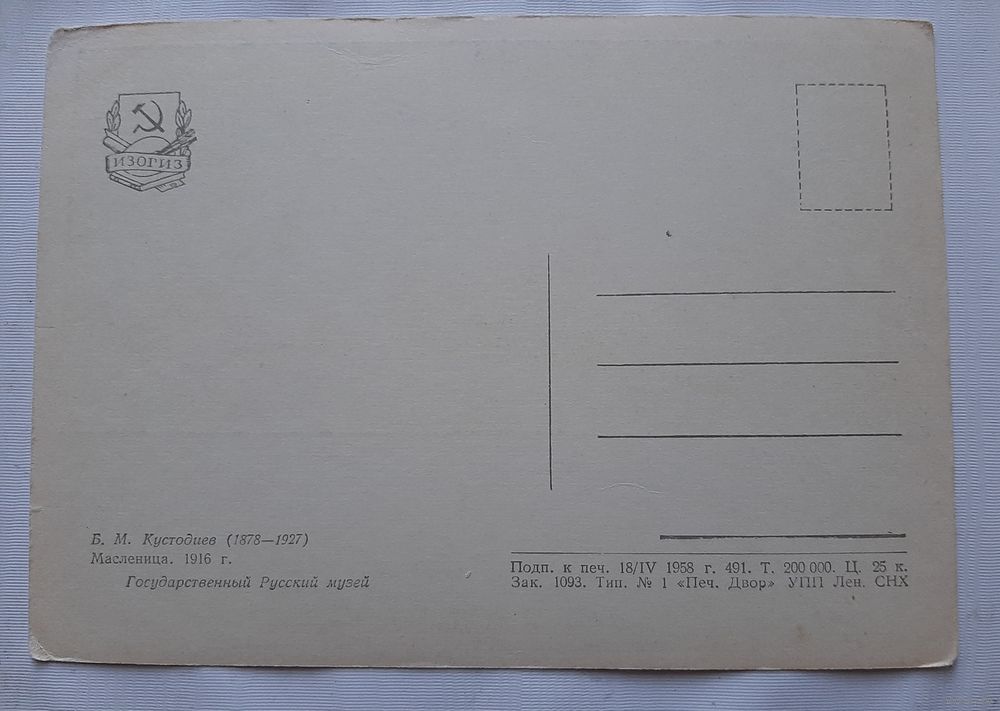 ИЗОГИЗ
Б. М. Кустодиев (1878—1927)
Масленица. 1916 г.
Государственный Русский музей
Подп. к печ. 18/IV 1958 г. 491. Т. 200 000. Ц. 25 к.
Зак. 1093. Тип. № 1 «Печ. Двор» УПП Лен. СНХ